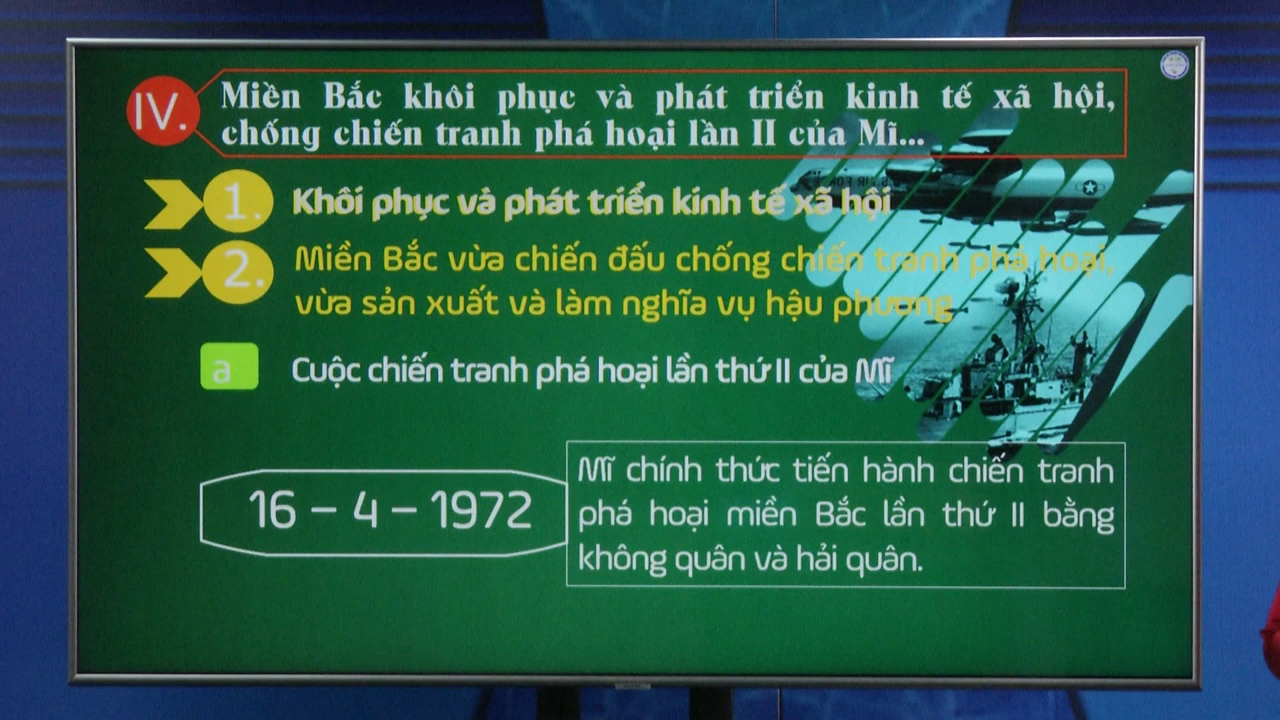 IV.
Miền Bắc khôi phục và phát triển kinh tế xã hội,
chống chiến tranh phá hoại lần II của Mĩ...
1. Khôi phục và phát triển kinh tế xã hội
2. Miền Bắc vừa chiến đấu chống chiến tranh phá hoại,
vừa sản xuất và làm nghĩa vụ hậu phương
a Cuộc chiến tranh phá hoại lần thứ II của Mĩ
16 – 4 – 1972
Mĩ chính thức tiến hành chiến tranh
phá hoại miền Bắc lần thứ II bằng
không quân và hải quân.